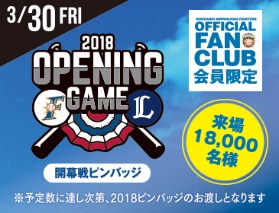 3/30 FRI
2018
OPENING
GAME
F
L
開幕戦ピンバッジ
HOKKAIDO NIPPON-HAM FIGHTERS
OFFICIAL
FAN
CLUB
会員限定
来場
18,000
名様
※予定数に達し次第、2018ピンバッジのお渡しとなります